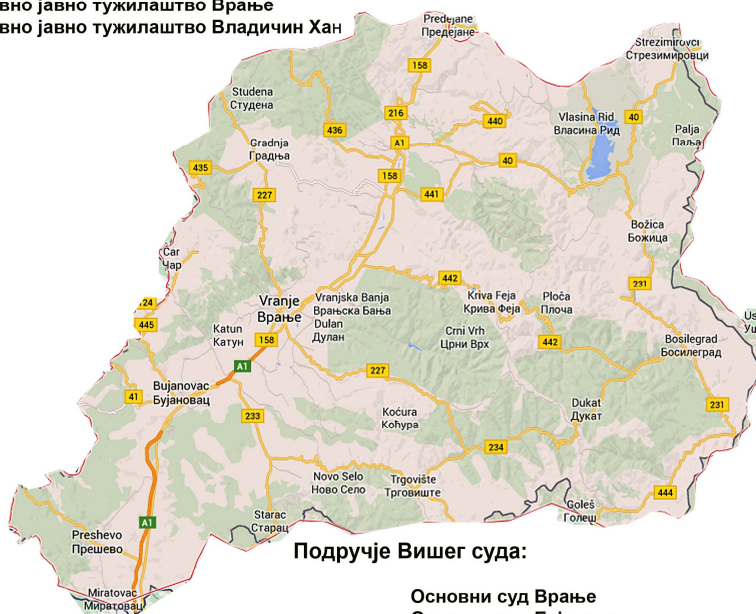 вно јавно тужилаштво Врање
вно јавно тужилаштво Владичин Хан
Predejane
Предејане
Strezimirovci
Стрезимировци
158
Studena
Студена
216
440
Vlasina Rid
Власина Рид
40
436
A1
Palja
Паља
Gradnja
Градња
40
435
158
227
441
Božica
Божица
Čar
Чар
442
231
Kriva Feja
Крива Феја
Ploča
Плоча
Vranje
Врање
Vranjska Banja
Врањска Бања
Dulan
Дулан
24
445
Katun
Катун
158
Crni Vrh
Црни Врх
442
Bosilegrad
Босилеград
A1
227
Bujanovac
Бујановац
41
233
Koćura
Коћура
Dukat
Дукат
231
234
Novo Selo
Ново Село
Trgovište
Трговиште
444
Goleš
Голеш
Starac
Старац
A1
Preshevo
Прешево
Miratovac
Миратовац
Подручје Вишег суда:
Основни суд Врање